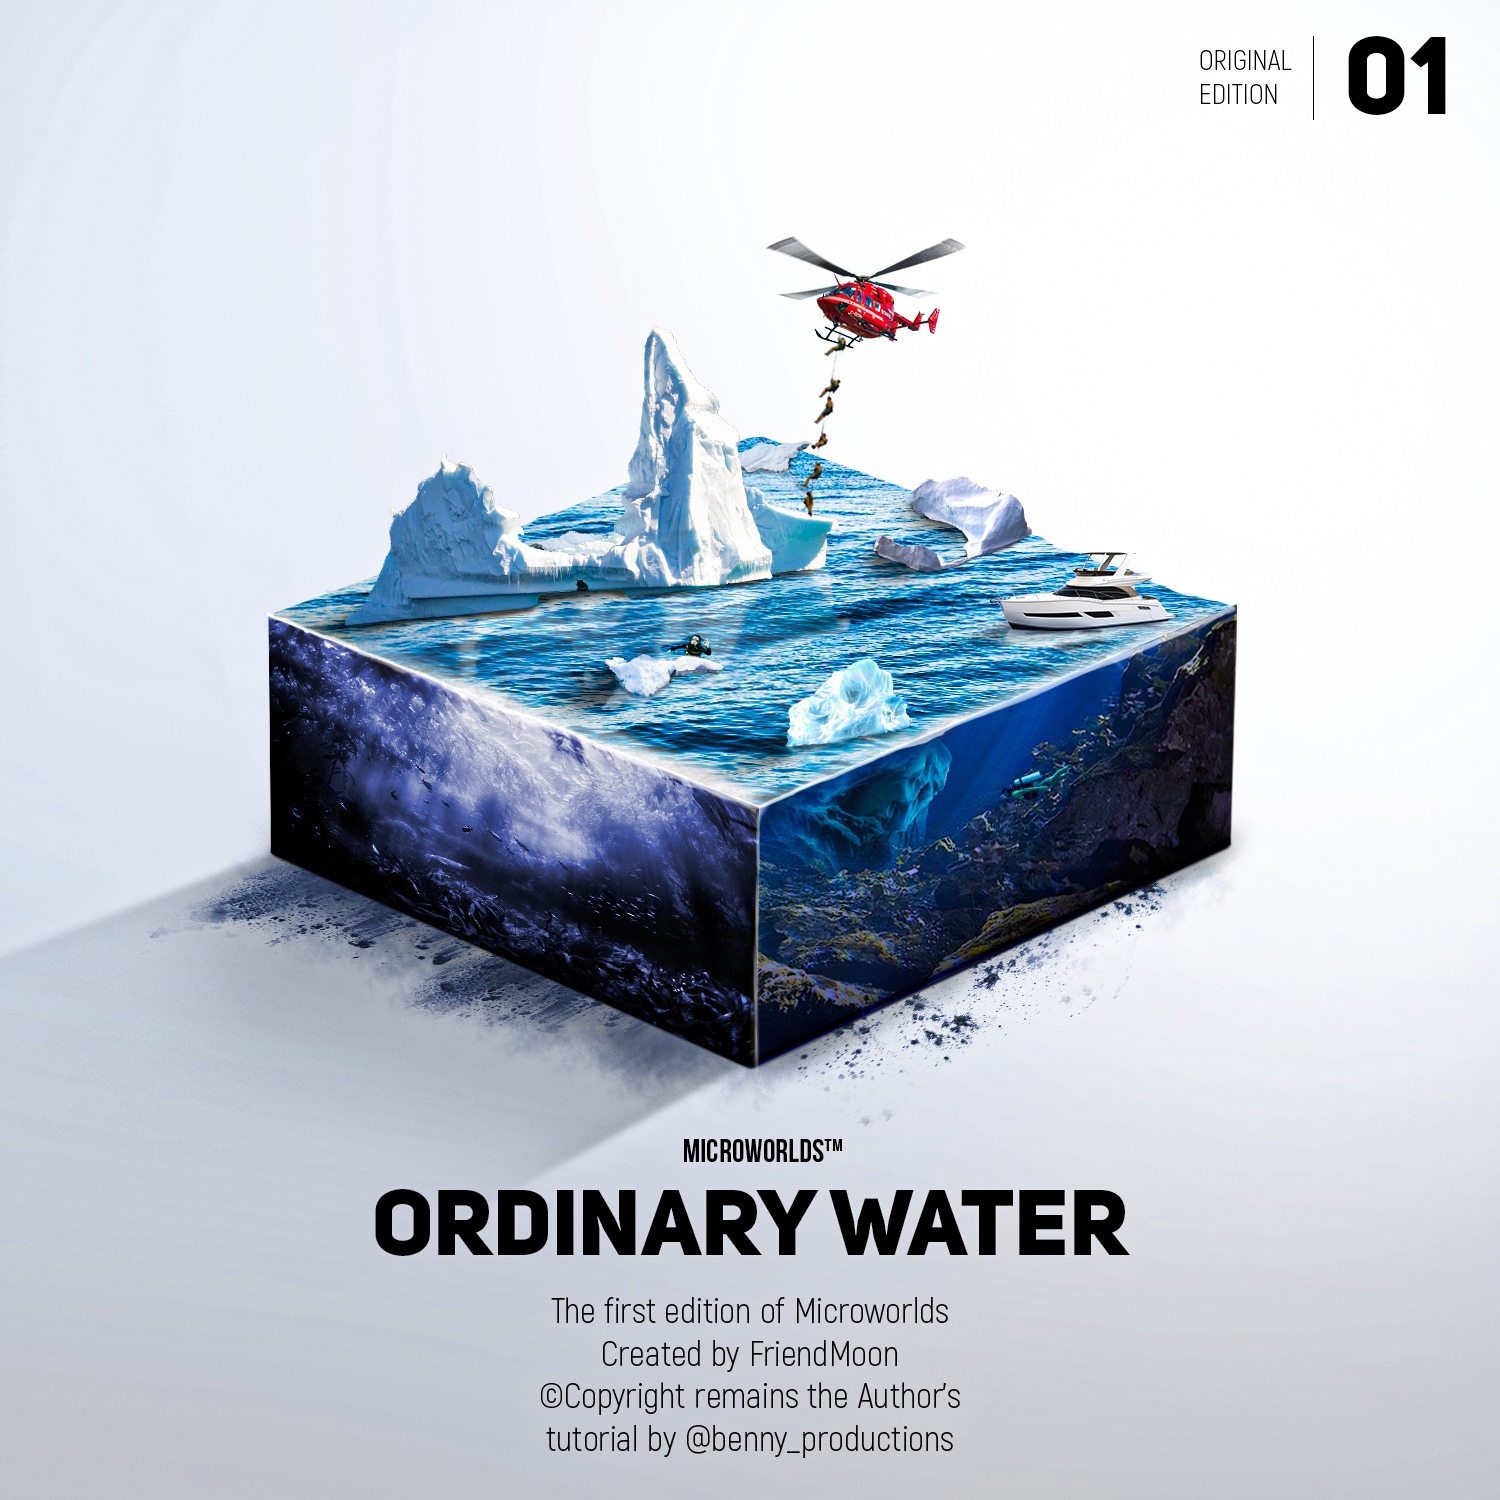 ORIGINAL
EDITION
01
MICROWORLDS™
ORDINARY WATER
The first edition of Microworlds
Created by FriendMoon
©Copyright remains the Author's
tutorial by @benny_productions